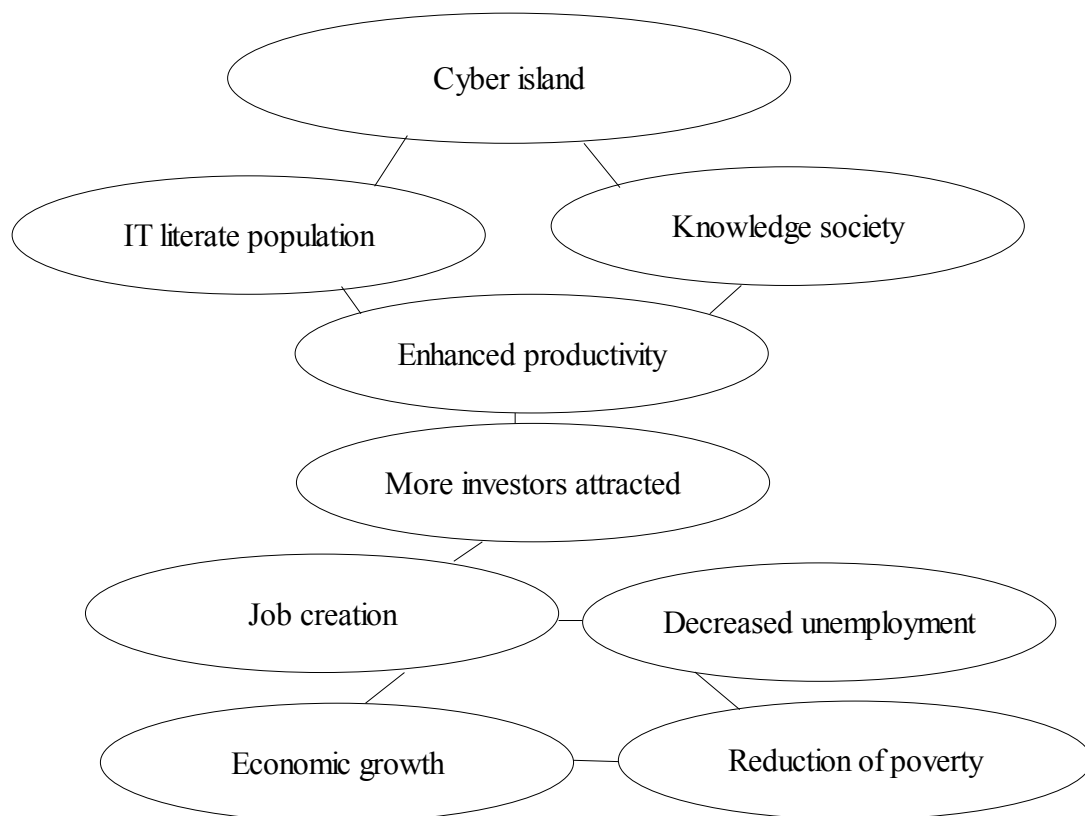 Cyber island
IT literate population
Knowledge society
Enhanced productivity
More investors attracted
Job creation
Decreased unemployment
Economic growth
Reduction of poverty